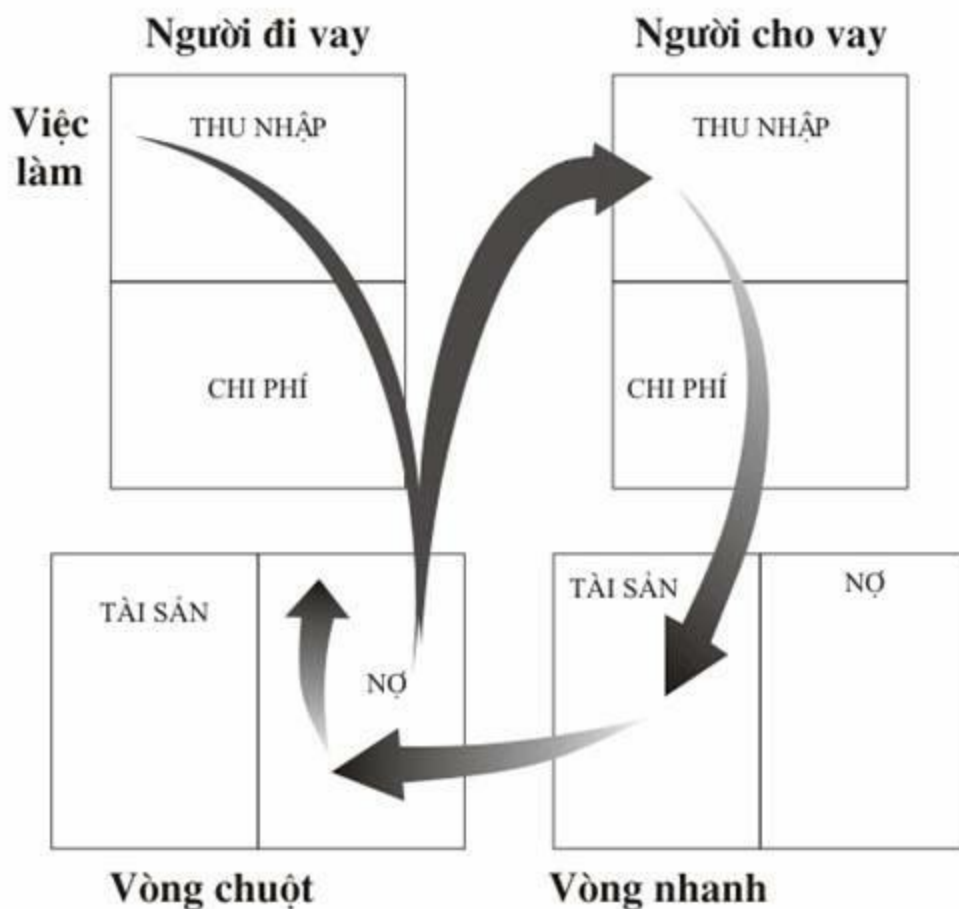 Người đi vay
Người cho vay
Việc
làm
THU NHẬP
THU NHẬP
CHI PHÍ
CHI PHÍ
TÀI SẢN
NỢ
TÀI SẢN
NỢ
Vòng chuột
Vòng nhanh